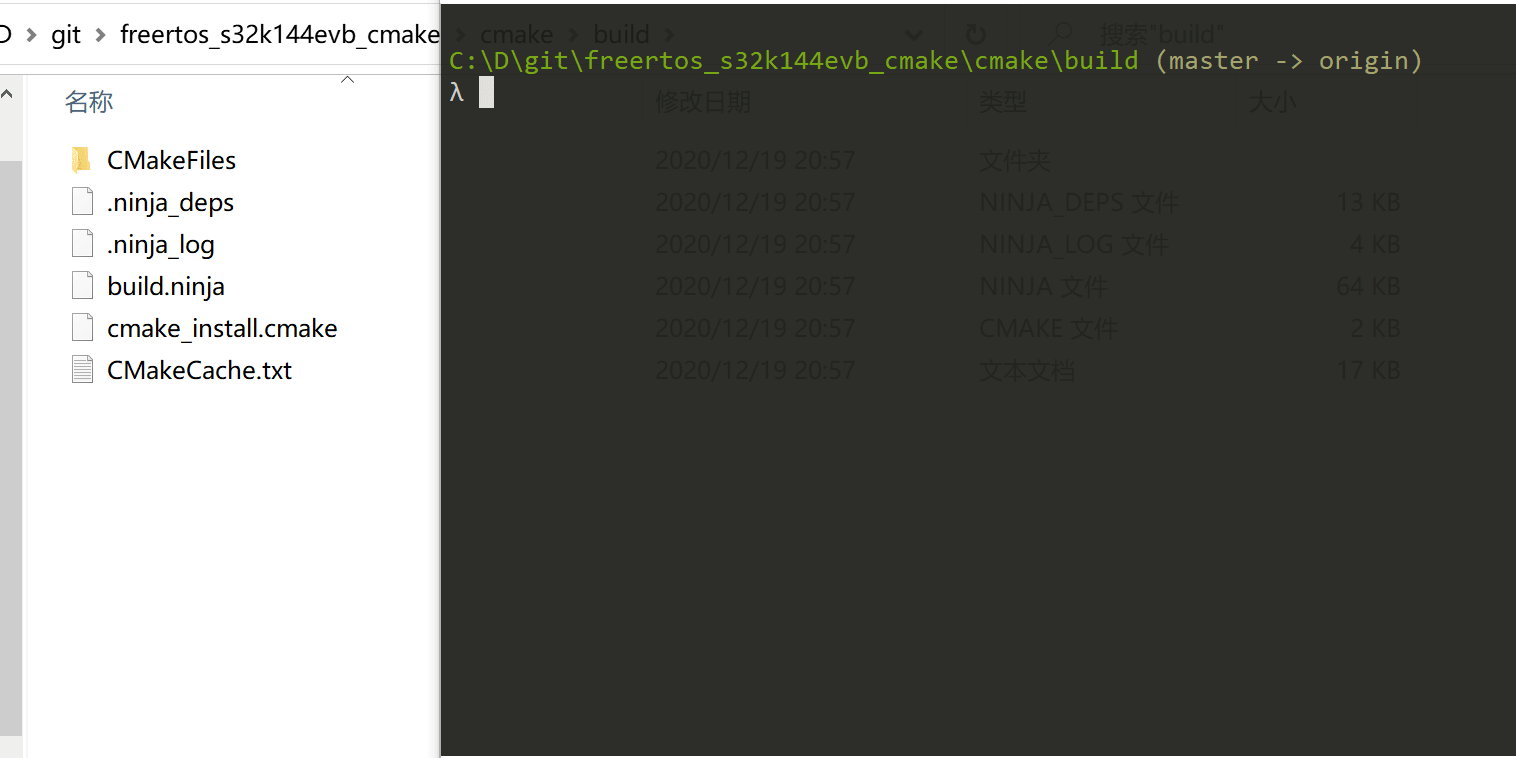 D > git > freertos_s32k144evb_cmake > cmake > build > 搜索"build"
C:\D\git\freertos_s32k144evb_cmake\cmake\build (master -> origin)
λ
名称 修改日期 类型 大小
CMakeFiles 2020/12/19 20:57 文件夹
.ninja_deps 2020/12/19 20:57 NINJA_DEPS 文件 13 KB
.ninja_log 2020/12/19 20:57 NINJA_LOG 文件 4 KB
build.ninja 2020/12/19 20:57 NINJA 文件 64 KB
cmake_install.cmake 2020/12/19 20:57 CMAKE 文件 2 KB
CMakeCache.txt 2020/12/19 20:57 文本文档 17 KB